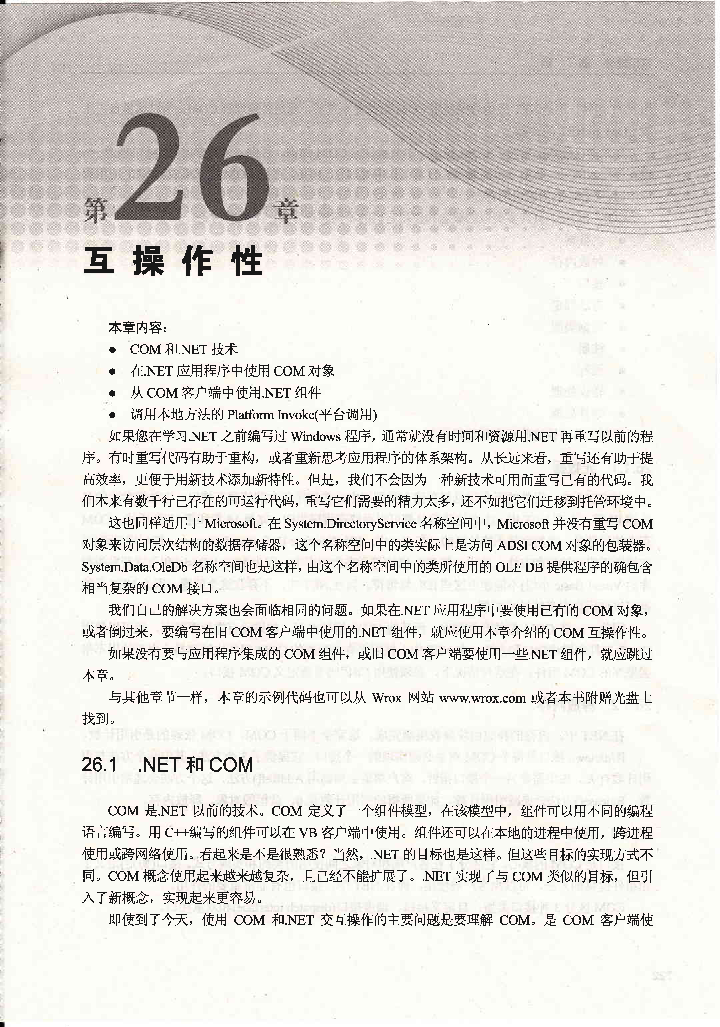 第26章
互操作性
本章内容：
● COM 和.NET 技术
● 在.NET 应用程序中使用 COM 对象
● 从 COM 客户端中使用.NET 组件
● 调用本地方法的 Platform Invoke(平台调用)
如果您在学习.NET 之前编写过 Windows 程序，通常就没有时间和资源用.NET 再重写以前的程
序。有时重写代码有助于重构，或者重新思考应用程序的体系架构。从长远来看，重写还有助于提
高效率，更便于用新技术添加新特性。但是，我们不会因为一种新技术可用而重写已有的代码。我
们本来有数千行已存在的可运行代码，重写它们需要的精力太多，还不如把它们迁移到托管环境中。
这也同样适用于 Microsoft。在 System.DirectoryService 名称空间中，Microsoft 并没有重写 COM
对象来访问层次结构的数据存储器，这个名称空间中的类实际上是访问 ADSI COM 对象的包装器。
System.Data.OleDb 名称空间也是这样，由这个名称空间中的类所使用的 OLE DB 提供程序的确包含
相当复杂的 COM 接口。
我们自己的解决方案也会面临相同的问题。如果在.NET 应用程序中要使用已有的 COM 对象，
或者倒过来，要编写在旧 COM 客户端中使用的.NET 组件，就应使用本章介绍的 COM 互操作性。
如果没有要与应用程序集成的 COM 组件，或旧 COM 客户端要使用一些.NET 组件，就应跳过
本章。
与其他章节一样，本章的示例代码也可以从 Wrox 网站 www.wrox.com 或者本书附赠光盘上
找到。
26.1 .NET 和 COM
COM 是.NET 以前的技术。COM 定义了一个组件模型，在该模型中，组件可以用不同的编程
语言编写。用 C++编写的组件可以在 VB 客户端中使用。组件还可以在本地的进程中使用，跨进程
使用或跨网络使用。看起来是不是很熟悉？当然，.NET 的目标也是这样。但这些目标的实现方式不
同。COM 概念使用起来越来越复杂，且已经不能扩展了。.NET 实现了与 COM 类似的目标，但引
入了新概念，实现起来更容易。
即使到了今天，使用 COM 和.NET 交互操作的主要问题是要理解 COM。是 COM 客户端使